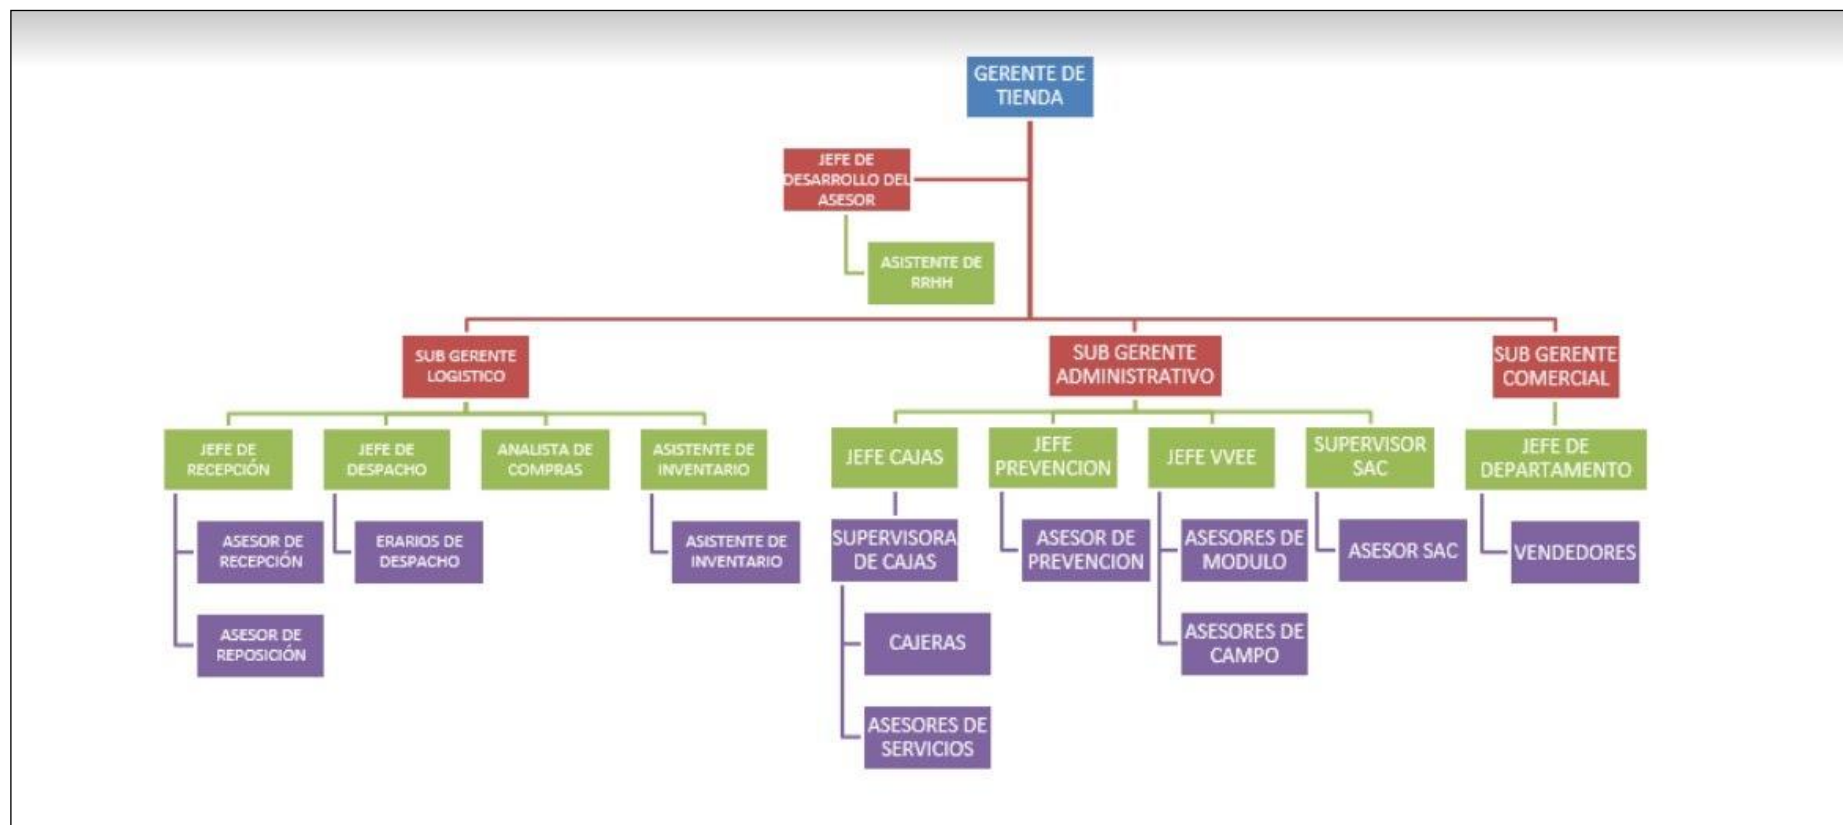 GERENTE DE
TIENDA
JEFE DE
DESARROLLO DEL
ASESOR
ASISTENTE DE
RRHH
SUB GERENTE
LOGISTICO
SUB GERENTE
ADMINISTRATIVO
SUB GERENTE
COMERCIAL
JEFE DE
RECEPCIÓN
JEFE DE
DESPACHO
ANALISTA DE
COMPRAS
ASISTENTE DE
INVENTARIO
JEFE CAJAS
JEFE
PREVENCION
JEFE VVEE
SUPERVISOR
SAC
JEFE DE
DEPARTAMENTO
ASESOR DE
RECEPCIÓN
ERARIOS DE
DESPACHO
ASISTENTE DE
INVENTARIO
SUPERVISORA
DE CAJAS
ASESOR DE
PREVENCION
ASESORES DE
MODULO
ASESOR SAC
VENDEDORES
ASESOR DE
REPOSICIÓN
CAJERAS
ASESORES DE
CAMPO
ASESORES DE
SERVICIOS